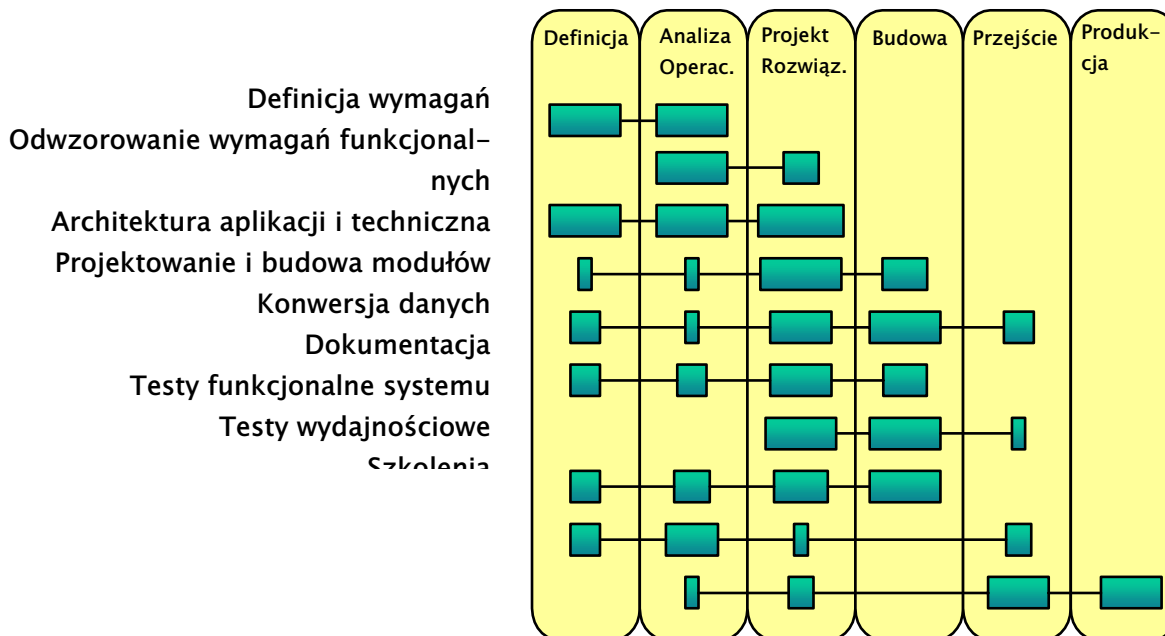 Definicja
Analiza
Operac.
Projekt
Rozwiąz.
Budowa
Przejście
Produk-
cja
Definicja wymagań
Odwzorowanie wymagań funkcjonal-
nych
Architektura aplikacji i techniczna
Projektowanie i budowa modułów
Konwersja danych
Dokumentacja
Testy funkcjonalne systemu
Testy wydajnościowe
Szkolenia